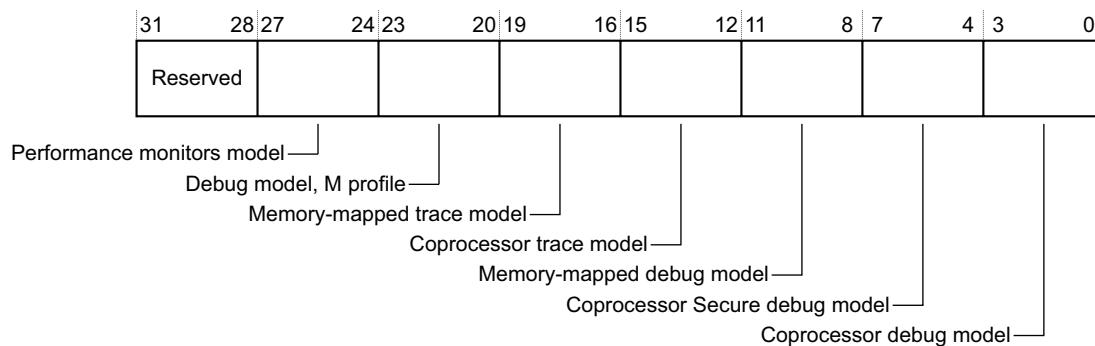 31 28 27 24 23 20 19 16 15 12 11 8 7 4 3 0
Reserved
Performance monitors model
Debug model, M profile
Memory-mapped trace model
Coprocessor trace model
Memory-mapped debug model
Coprocessor Secure debug model
Coprocessor debug model